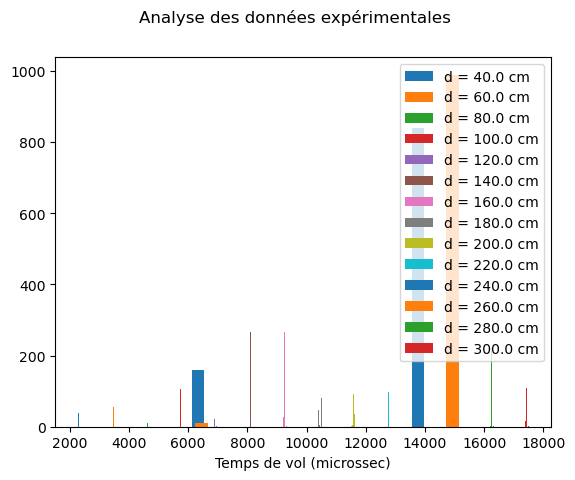 Analyse des données expérimentales
1000
800
600
400
200
0
d = 40.0 cm
d = 60.0 cm
d = 80.0 cm
d = 100.0 cm
d = 120.0 cm
d = 140.0 cm
d = 160.0 cm
d = 180.0 cm
d = 200.0 cm
d = 220.0 cm
d = 240.0 cm
d = 260.0 cm
d = 280.0 cm
d = 300.0 cm
2000 4000 6000 8000 10000 12000 14000 16000 18000
Temps de vol (microssec)